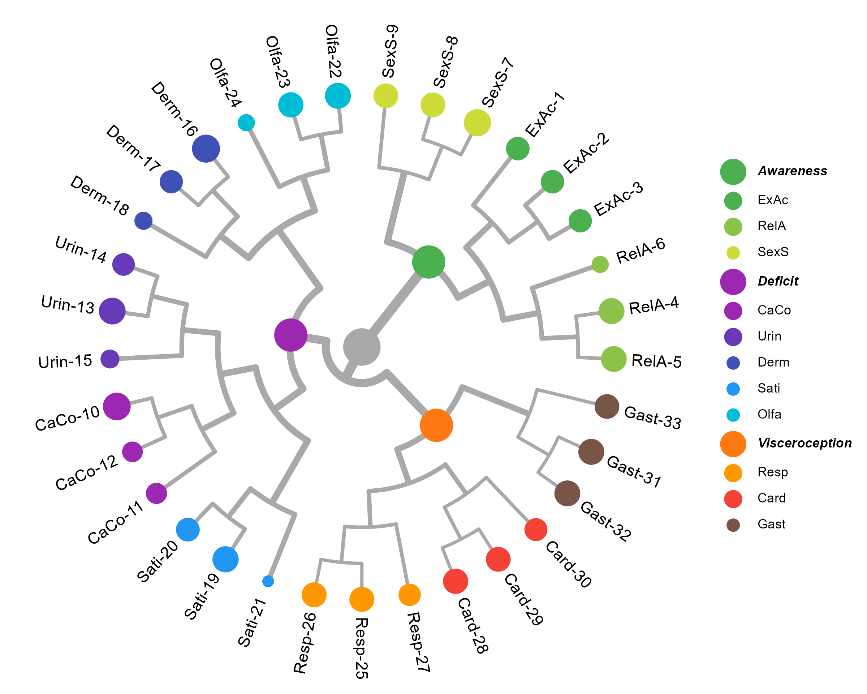 SexS-9
SexS-8
SexS-7
ExAc-1
ExAc-2
ExAc-3
RelA-6
RelA-4
RelA-5
Gast-33
Gast-31
Gast-32
Card-30
Card-29
Card-28
Resp-27
Resp-25
Resp-26
Sati-21
Sati-19
Sati-20
CaCo-11
CaCo-12
CaCo-10
Urin-15
Urin-13
Urin-14
Derm-18
Derm-17
Derm-16
Olfa-24
Olfa-23
Olfa-22
Awareness
ExAc
RelA
SexS
Deficit
CaCo
Urin
Derm
Sati
Olfa
Visceroception
Resp
Card
Gast